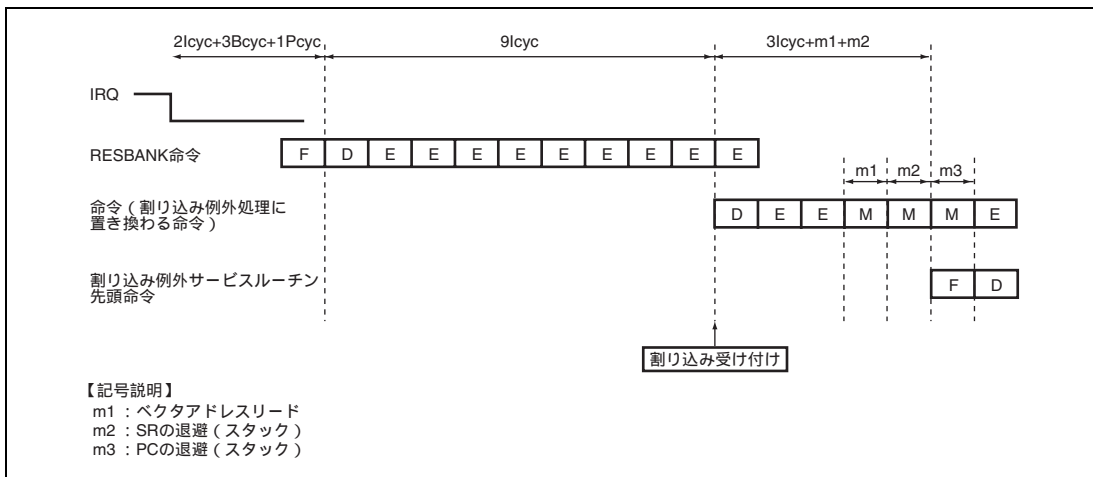 2Icyc+3Bcyc+1Pcyc 9Icyc 3Icyc+m1+m2
IRQ
RESBANK命令 F D E E E E E E E E E
m1 m2 m3
命令（割り込み例外処理に
置き換わる命令） D E E M M M E
割り込み例外サービスルーチン
先頭命令 F D
割り込み受け付け
【記号説明】
m1 ：ベクタアドレスリード
m2 ：SRの退避（スタック）
m3 ：PCの退避（スタック）